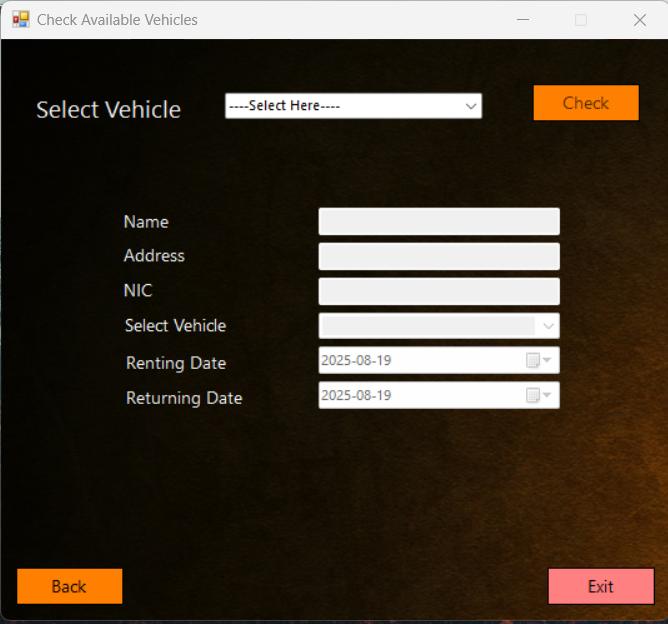 Check Available Vehicles
Select Vehicle ----Select Here---- Check
Name
Address
NIC
Select Vehicle
Renting Date 2025-08-19
Returning Date 2025-08-19
Back Exit